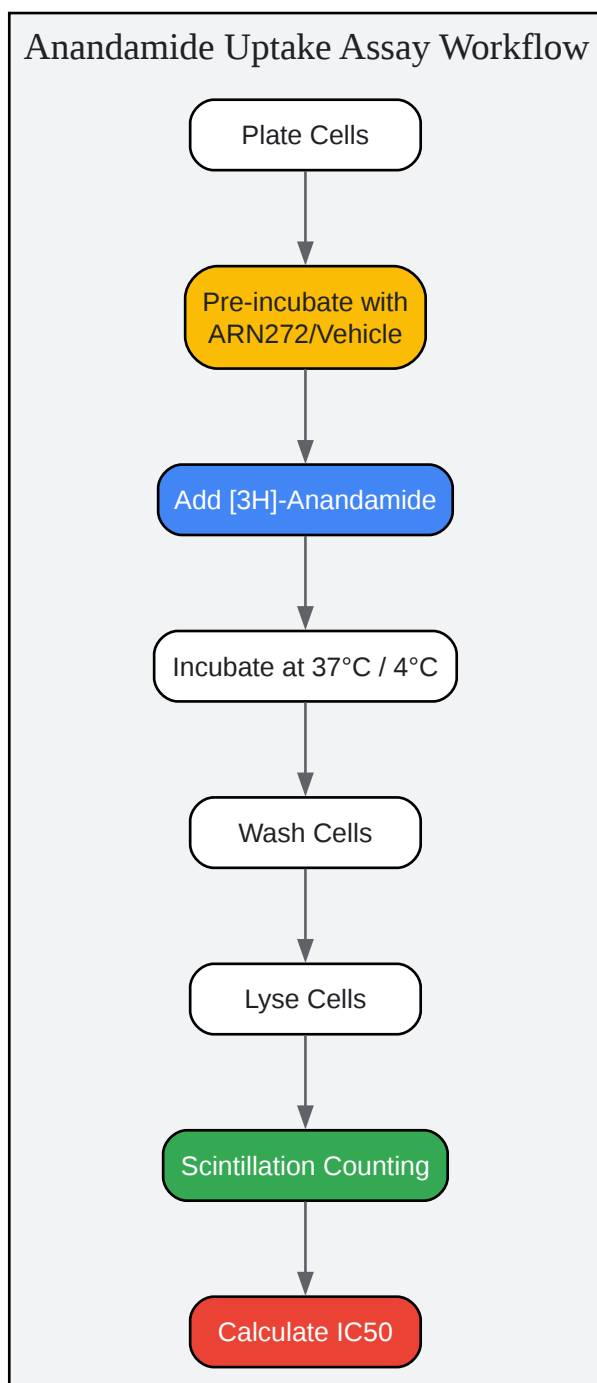 Anandamide Uptake Assay Workflow
Plate Cells
Pre-incubate with
ARN272/Vehicle
Add [3H]-Anandamide
Incubate at 37°C / 4°C
Wash Cells
Lyse Cells
Scintillation Counting
Calculate IC50